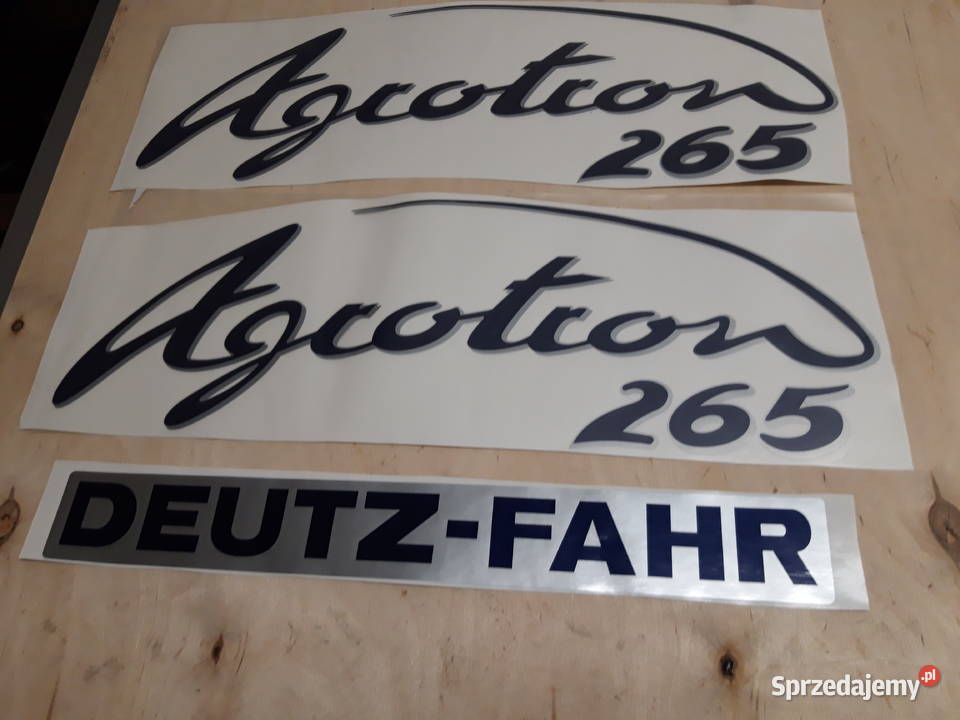 Agrotron
265
Agrotron
265
DEUTZ-FAHR
Sprzedajemy.pl